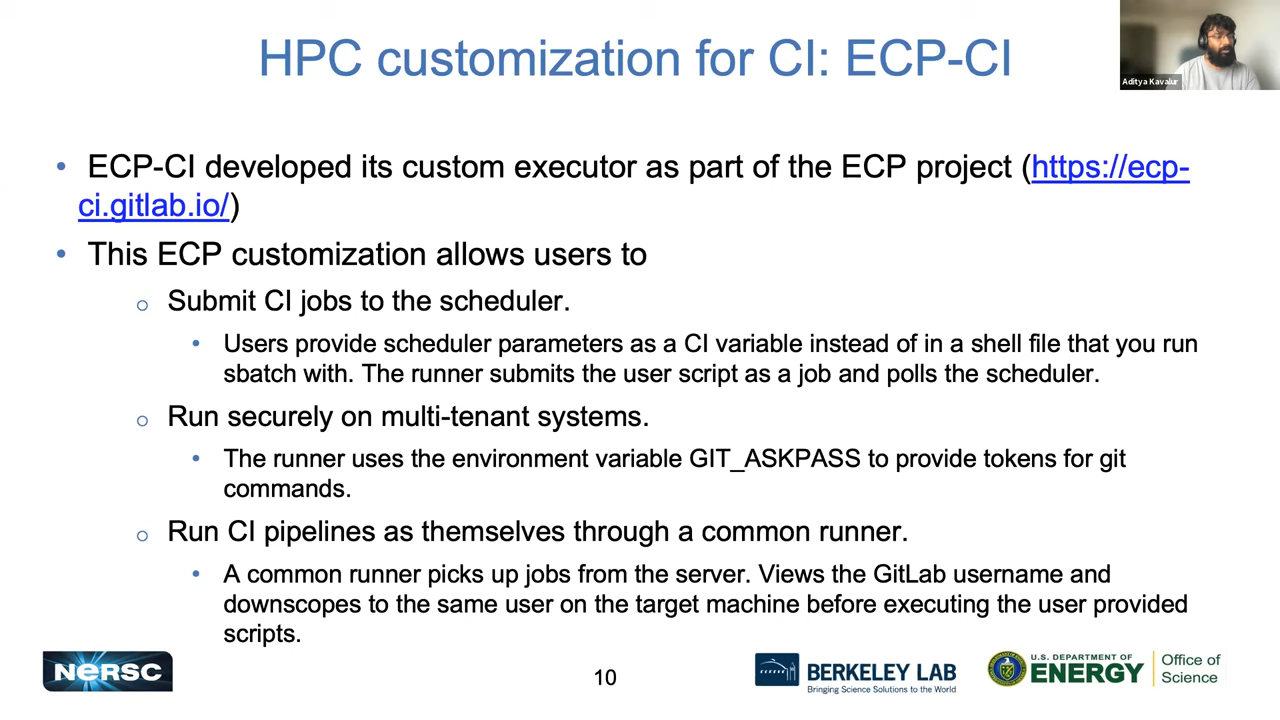 HPC customization for CI: ECP-CI
Aditya Kavalur
• ECP-CI developed its custom executor as part of the ECP project (https://ecp-
ci.gitlab.io/)
• This ECP customization allows users to
○ Submit CI jobs to the scheduler.
• Users provide scheduler parameters as a CI variable instead of in a shell file that you run
sbatch with. The runner submits the user script as a job and polls the scheduler.
○ Run securely on multi-tenant systems.
• The runner uses the environment variable GIT_ASKPASS to provide tokens for git
commands.
○ Run CI pipelines as themselves through a common runner.
• A common runner picks up jobs from the server. Views the GitLab username and
downscopes to the same user on the target machine before executing the user provided
scripts.
NERSC
10
BERKELEY LAB
Bringing Science Solutions to the World
U.S. DEPARTMENT OF
ENERGY
Office of
Science